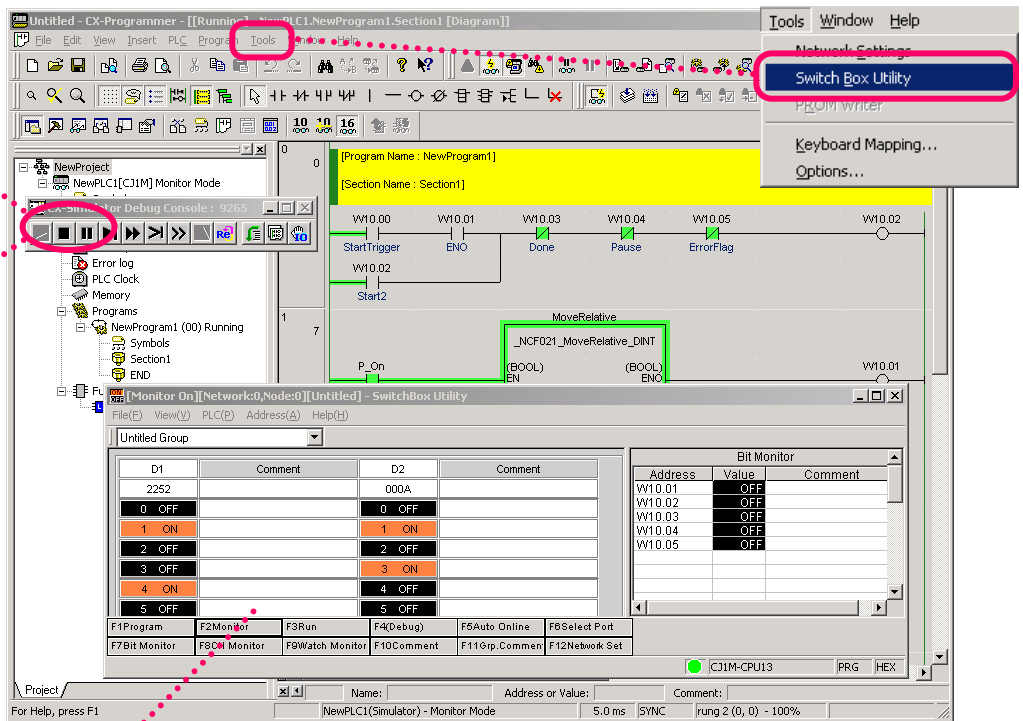 Untitled - CX-Programmer - [[Running] - NewPLC1.NewProgram1.Section1 [Diagram]]
File Edit View Insert PLC Program Tools Window Help
Tools Window Help
Network Settings
Switch Box Utility
PROM Writer
Keyboard Mapping...
Options...
10 10 16
NewProject
NewPLC1[CJ1M] Monitor Mode
CX-Simulator Debug Console : 9265
Re
IO
Error log
PLC Clock
Memory
Programs
NewProgram1 (00) Running
Symbols
Section1
END
Fu
0
0
[Program Name : NewProgram1]
[Section Name : Section1]
W10.00 W10.01 W10.03 W10.04 W10.05 W10.02
StartTrigger ENO Done Pause ErrorFlag
W10.02
Start2
1
7
MoveRelative
_NCF021_MoveRelative_DINT
P_On (BOOL) (BOOL) W10.01
EN ENO
[Monitor On][Network:0,Node:0][Untitled] - SwitchBox Utility
File(F) View(V) PLC(P) Address(A) Help(H)
Untitled Group
D1 Comment D2 Comment
2252 000A
0 OFF 0 OFF
1 ON 1 ON
2 OFF 2 OFF
3 OFF 3 ON
4 ON 4 OFF
5 OFF 5 OFF
Bit Monitor
Address Value Comment
W10.01 OFF
W10.02 OFF
W10.03 OFF
W10.04 OFF
W10.05 OFF
F1Program F2Monitor F3Run F4(Debug) F5Auto Online F6Select Port
F7Bit Monitor F8CH Monitor F9Watch Monitor F10Comment F11Grp.Commen F12Network Set
CJ1M-CPU13 PRG HEX
Project
Name: Address or Value: Comment:
For Help, press F1 NewPLC1(Simulator) - Monitor Mode 5.0 ms SYNC rung 2 (0, 0) - 100%